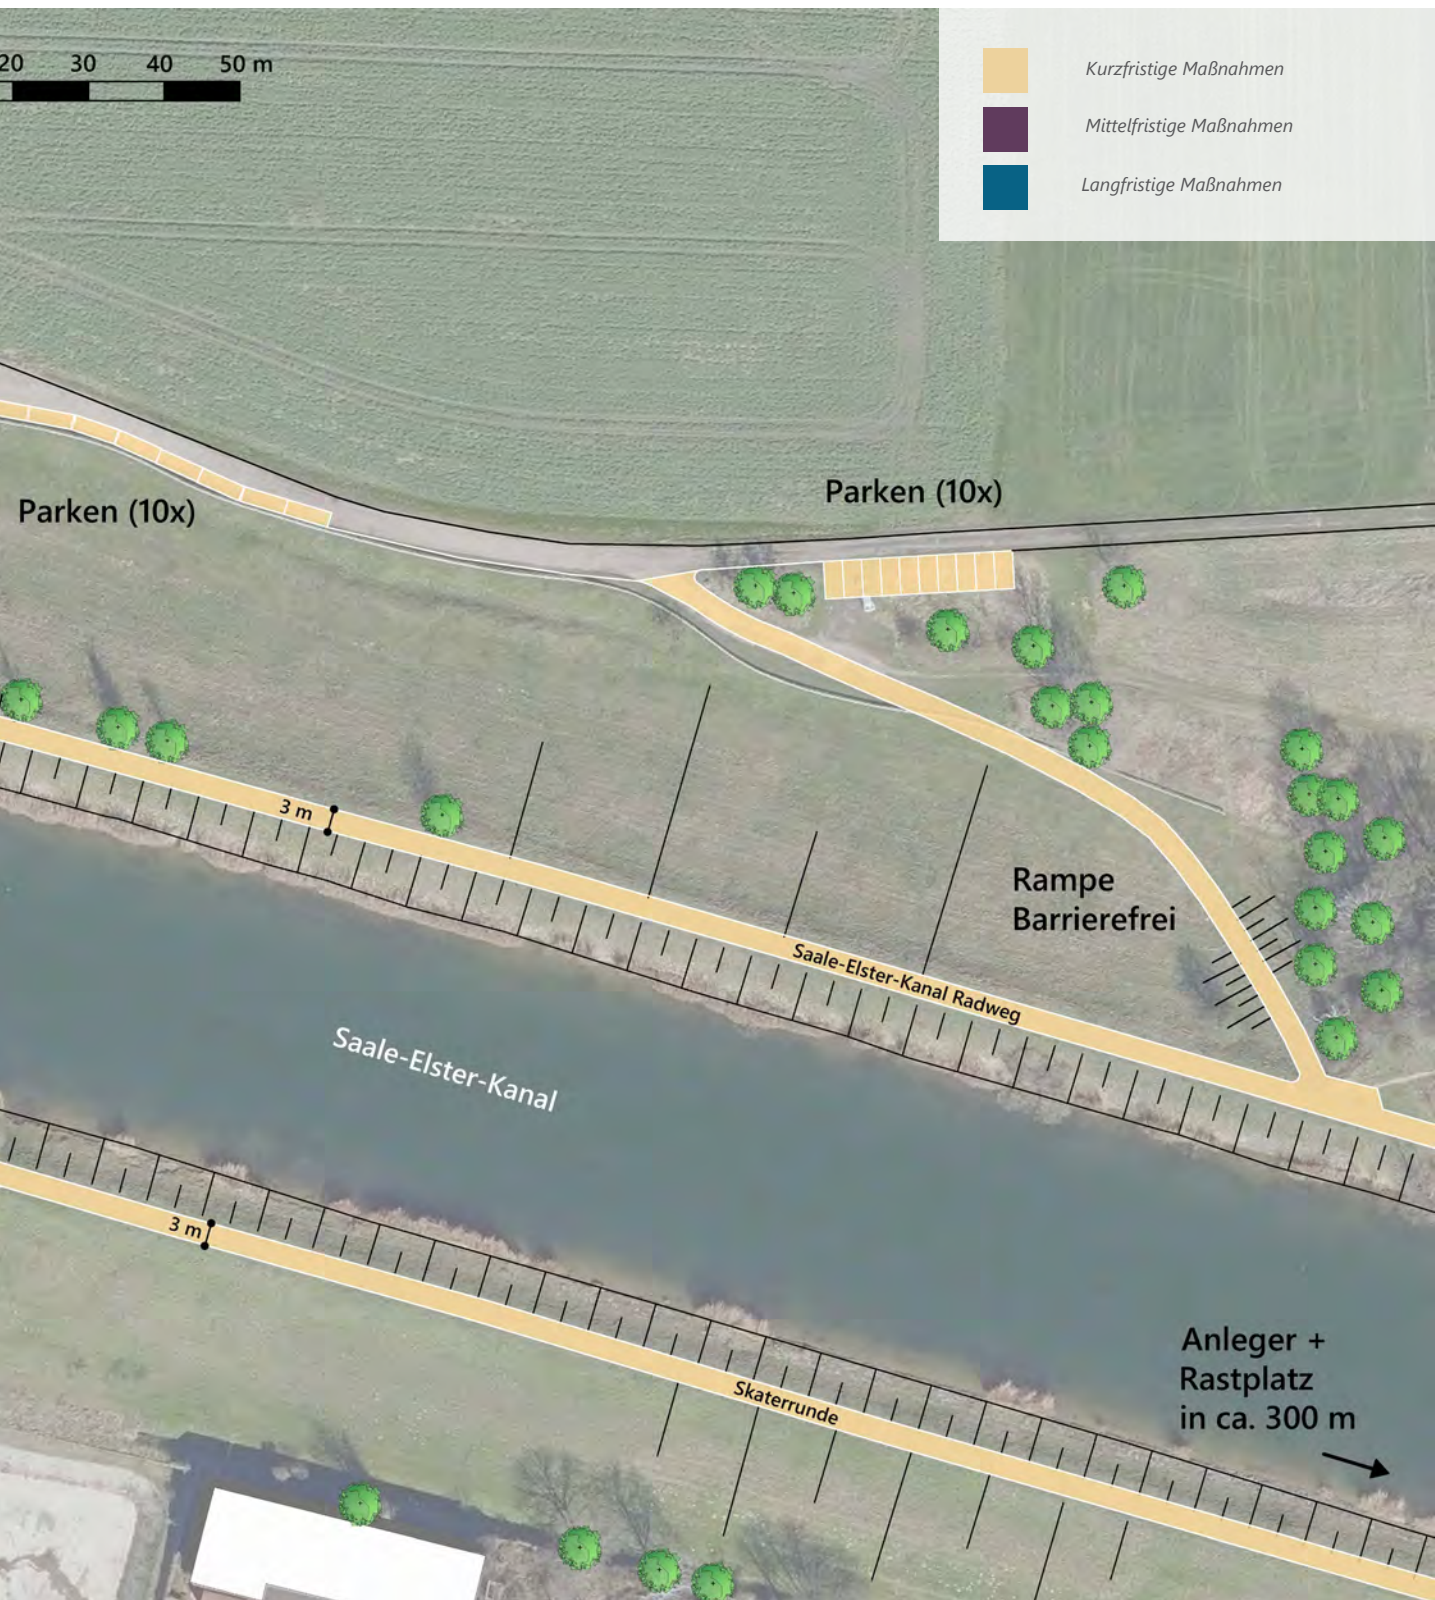 20 30 40 50 m
Kurzfristige Maßnahmen
Mittelfristige Maßnahmen
Langfristige Maßnahmen
Parken (10x)
Parken (10x)
3 m
Rampe
Barrierefrei
Saale-Elster-Kanal Radweg
Saale-Elster-Kanal
3 m
Skaterrunde
Anleger +
Rastplatz
in ca. 300 m